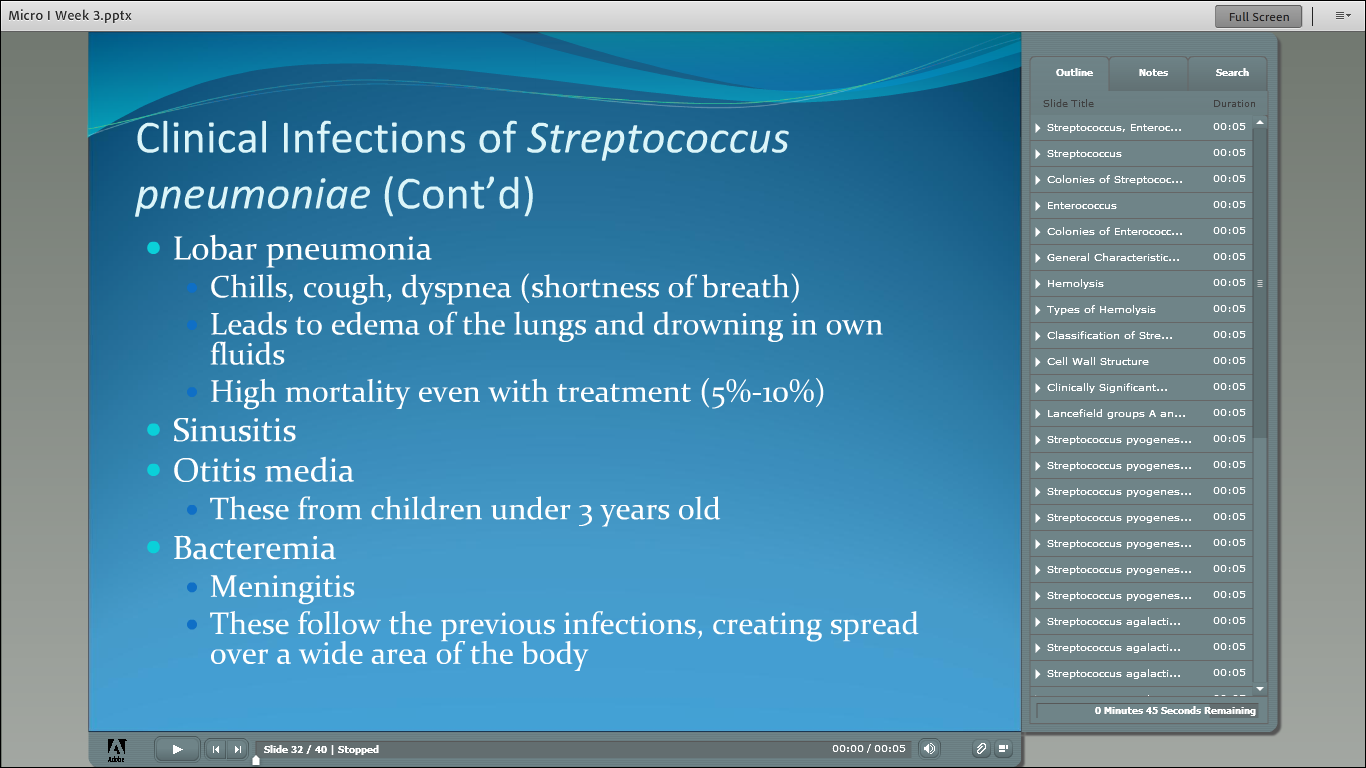 Micro I Week 3.pptx
Full Screen
Clinical Infections of Streptococcus
pneumoniae (Cont’d)
Lobar pneumonia
Chills, cough, dyspnea (shortness of breath)
Leads to edema of the lungs and drowning in own
fluids
High mortality even with treatment (5%-10%)
Sinusitis
Otitis media
These from children under 3 years old
Bacteremia
Meningitis
These follow the previous infections, creating spread
over a wide area of the body
Outline Notes Search
Slide Title Duration
Streptococcus, Enteroc... 00:05
Streptococcus 00:05
Colonies of Streptococ... 00:05
Enterococcus 00:05
Colonies of Enterococc... 00:05
General Characteristic... 00:05
Hemolysis 00:05
Types of Hemolysis 00:05
Classification of Stre... 00:05
Cell Wall Structure 00:05
Clinically Significant... 00:05
Lancefield groups A an... 00:05
Streptococcus pyogenes... 00:05
Streptococcus pyogenes... 00:05
Streptococcus pyogenes... 00:05
Streptococcus pyogenes... 00:05
Streptococcus pyogenes... 00:05
Streptococcus pyogenes... 00:05
Streptococcus pyogenes... 00:05
Streptococcus agalacti... 00:05
Streptococcus agalacti... 00:05
Streptococcus agalacti... 00:05
0 Minutes 45 Seconds Remaining
Adobe
Slide 32 / 40 | Stopped
00:00 / 00:05